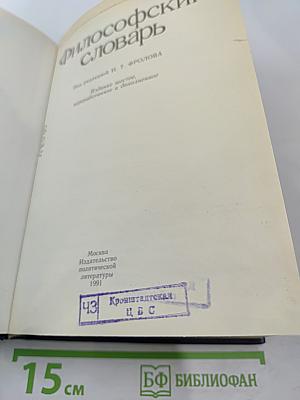 Философский
словарь
Под редакцией И. Т. ФРОЛОВА
Издание шестое,
переработанное и дополненное
Москва
Издательство
политической
литературы
1991
ЧЗ Кронштадтская
ЦБС
15 см БФ БИБЛИОФАН